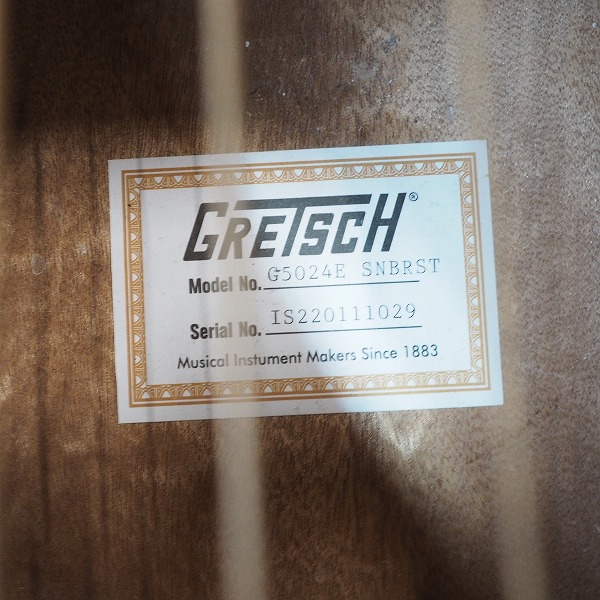 GRETSCH®
Model No. G5024E SNBRST
Serial No. IS220111029
Musical Instument Makers Since 1883